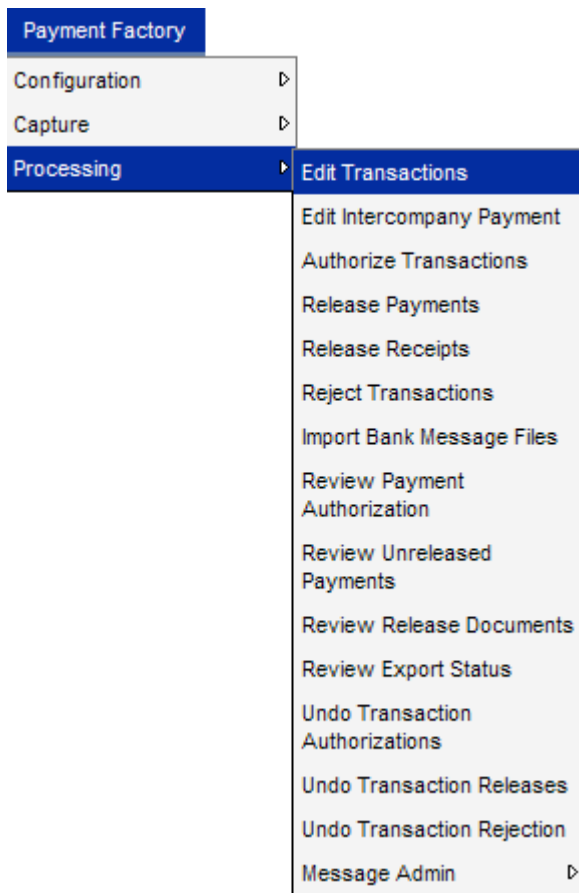 Payment Factory
Configuration
Capture
Processing
Edit Transactions
Edit Intercompany Payment
Authorize Transactions
Release Payments
Release Receipts
Reject Transactions
Import Bank Message Files
Review Payment
Authorization
Review Unreleased
Payments
Review Release Documents
Review Export Status
Undo Transaction
Authorizations
Undo Transaction Releases
Undo Transaction Rejection
Message Admin